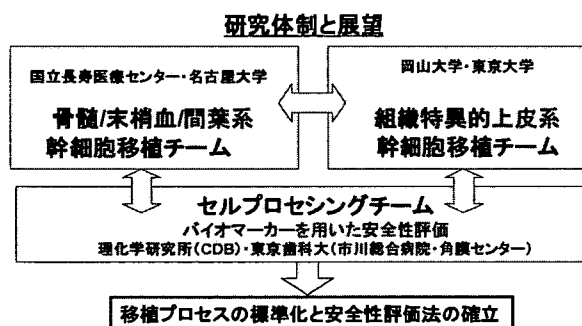 研究体制と展望
国立長寿医療センター・名古屋大学
骨髄/末梢血/間葉系
幹細胞移植チーム
岡山大学・東京大学
組織特異的上皮系
幹細胞移植チーム
セルプロセシングチーム
バイオマーカーを用いた安全性評価
理化学研究所(CDB)・東京歯科大(市川総合病院・角膜センター)
移植プロセスの標準化と安全性評価法の確立